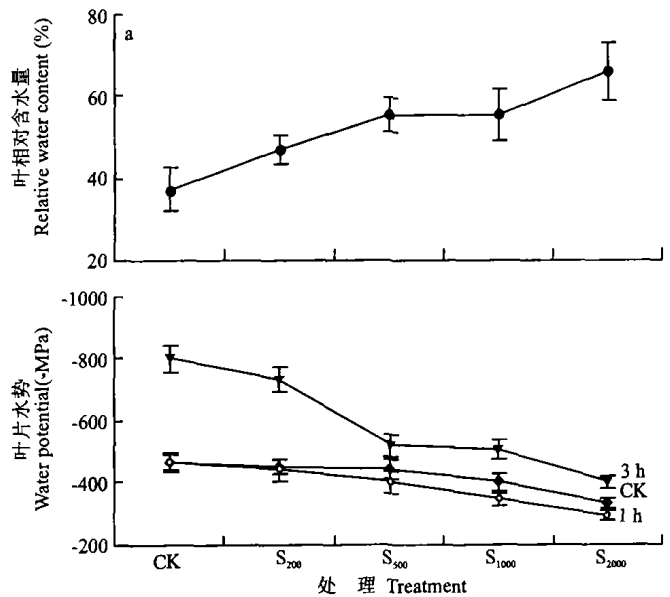 a
叶相对含水量
Relative water content (%)
80
60
40
20
叶片水势
Water potential(-MPa)
-1000
-800
-600
-400
-200
3 h
CK
1 h
CK
S200
S500
S1000
S2000
处 理 Treatment